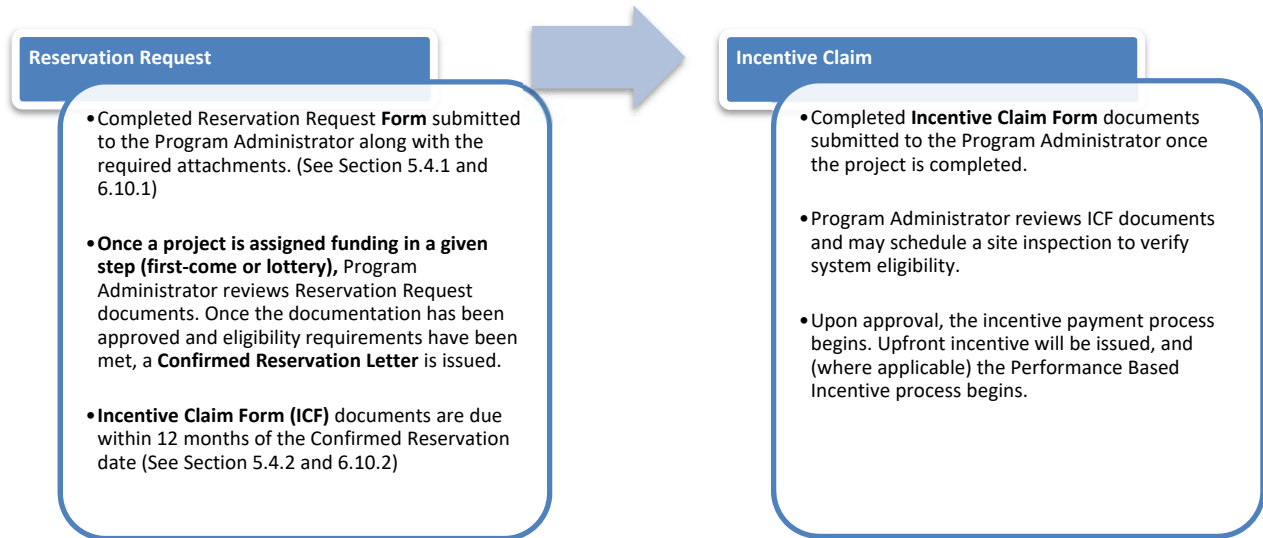 Reservation Request
•Completed Reservation Request Form submitted
to the Program Administrator along with the
required attachments. (See Section 5.4.1 and
6.10.1)
•Once a project is assigned funding in a given
step (first-come or lottery), Program
Administrator reviews Reservation Request
documents. Once the documentation has been
approved and eligibility requirements have been
met, a Confirmed Reservation Letter is issued.
•Incentive Claim Form (ICF) documents are due
within 12 months of the Confirmed Reservation
date (See Section 5.4.2 and 6.10.2)
Incentive Claim
•Completed Incentive Claim Form documents
submitted to the Program Administrator once
the project is completed.
•Program Administrator reviews ICF documents
and may schedule a site inspection to verify
system eligibility.
•Upon approval, the incentive payment process
begins. Upfront incentive will be issued, and
(where applicable) the Performance Based
Incentive process begins.